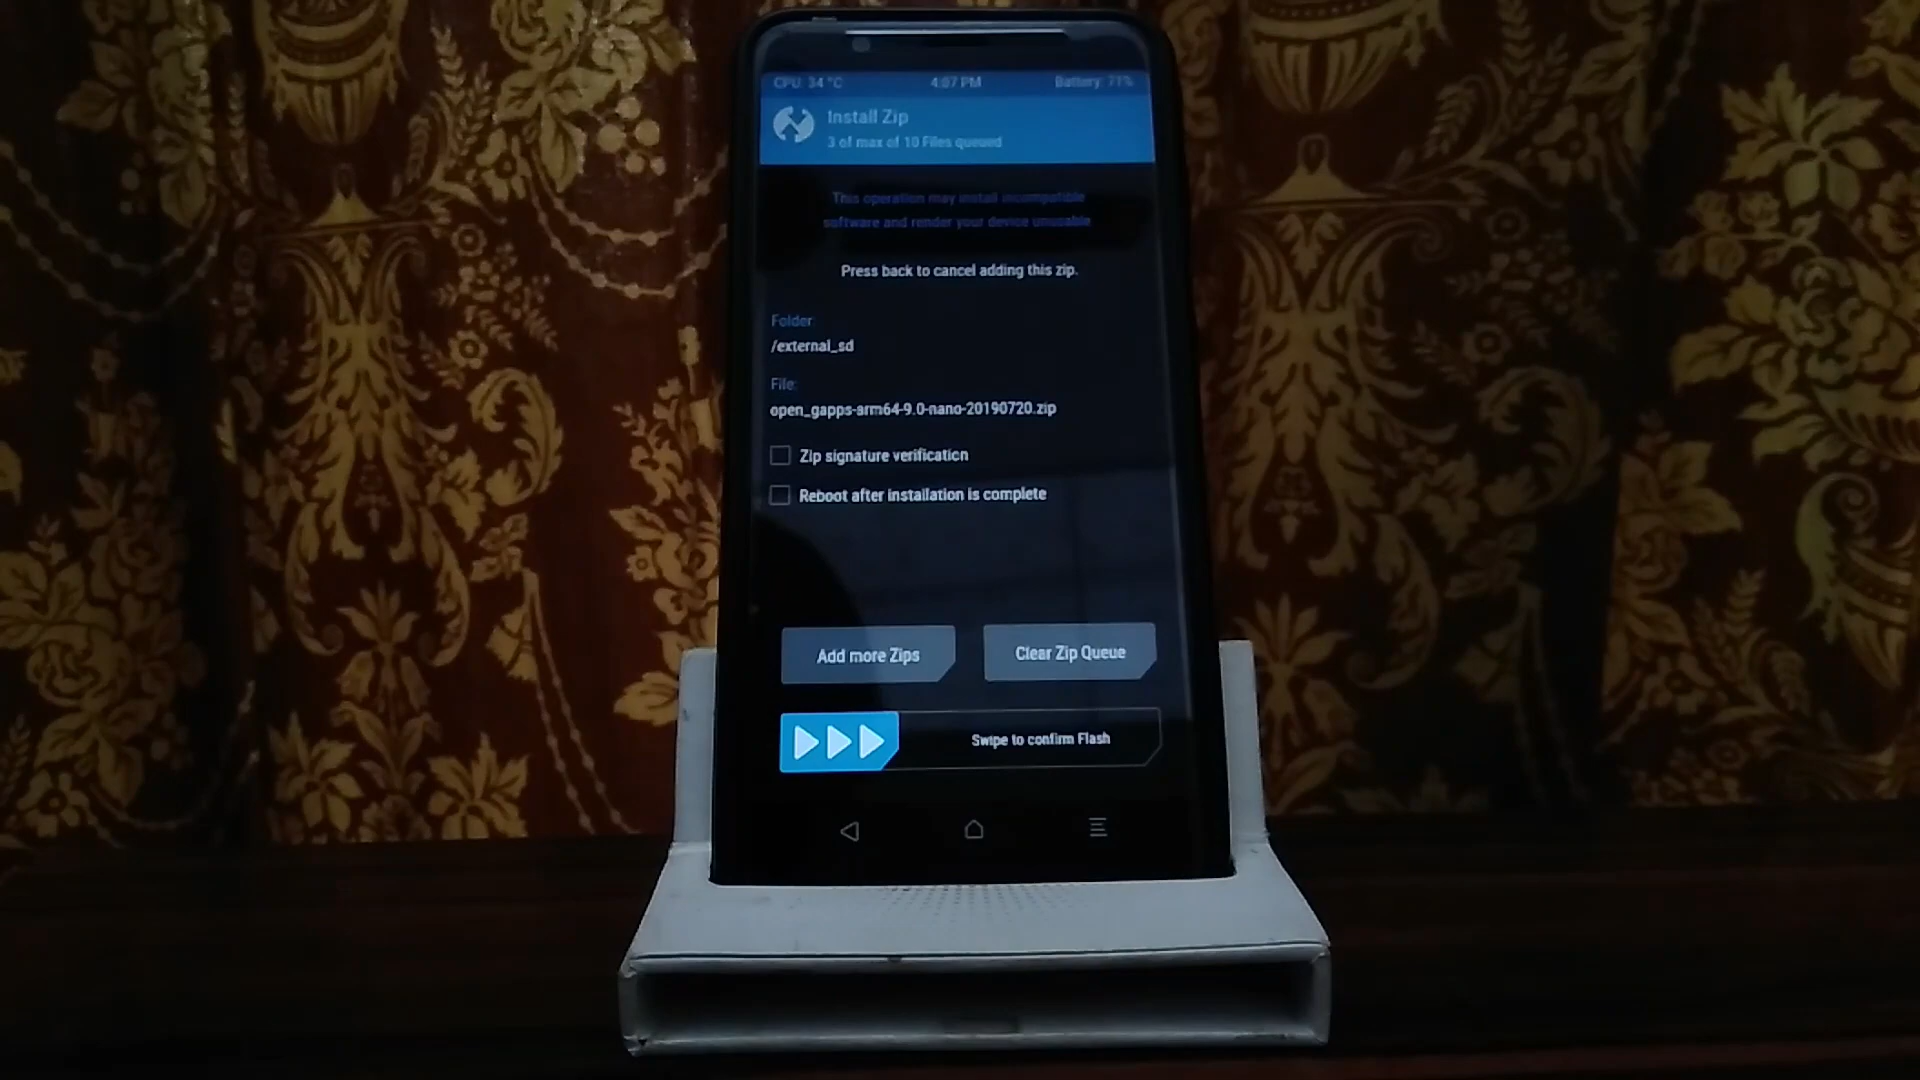 CPU: 34 °C 4:07 PM Battery: 71%
Install Zip
3 of max of 10 Files queued
This operation may install incompatible
software and render your device unusable
Press back to cancel adding this zip.
Folder:
/external_sd
File:
open_gapps-arm64-9.0-nano-20190720.zip
Zip signature verification
Reboot after installation is complete
Add more Zips
Clear Zip Queue
Swipe to confirm Flash